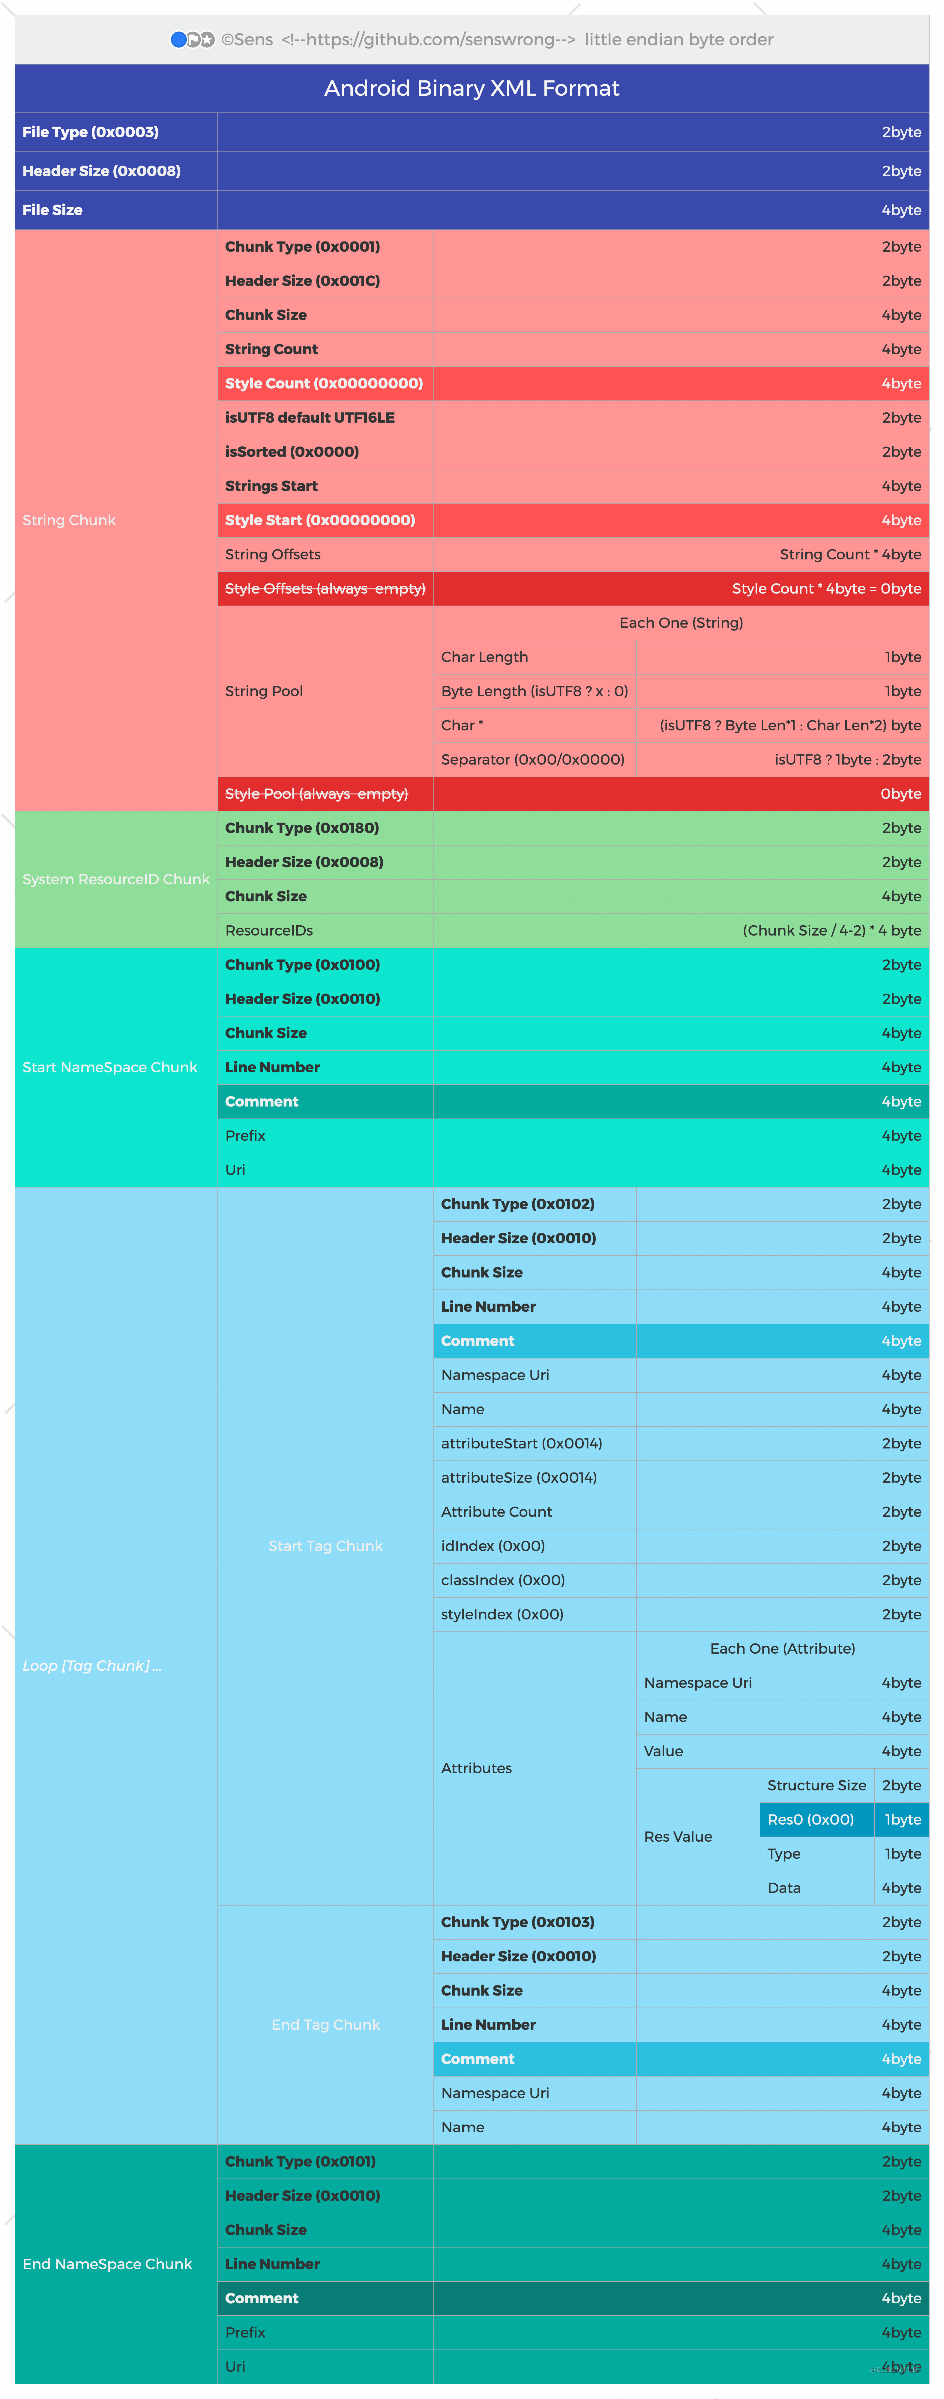 ©Sens <!--https://github.com/senswrong--> little endian byte order
Android Binary XML Format
File Type (0x0003) 2byte
Header Size (0x0008) 2byte
File Size 4byte
String Chunk
Chunk Type (0x0001) 2byte
Header Size (0x001C) 2byte
Chunk Size 4byte
String Count 4byte
Style Count (0x00000000) 4byte
isUTF8 default UTF16LE 2byte
isSorted (0x0000) 2byte
Strings Start 4byte
Style Start (0x00000000) 4byte
String Offsets String Count * 4byte
Style Offsets (always empty) Style Count * 4byte = 0byte
String Pool
Each One (String)
Char Length 1byte
Byte Length (isUTF8 ? x : 0) 1byte
Char * (isUTF8 ? Byte Len*1 : Char Len*2) byte
Separator (0x00/0x0000) isUTF8 ? 1byte : 2byte
Style Pool (always empty) 0byte
System ResourceID Chunk
Chunk Type (0x0180) 2byte
Header Size (0x0008) 2byte
Chunk Size 4byte
ResourceIDs (Chunk Size / 4-2) * 4 byte
Start NameSpace Chunk
Chunk Type (0x0100) 2byte
Header Size (0x0010) 2byte
Chunk Size 4byte
Line Number 4byte
Comment 4byte
Prefix 4byte
Uri 4byte
Loop [Tag Chunk] ...
Start Tag Chunk
Chunk Type (0x0102) 2byte
Header Size (0x0010) 2byte
Chunk Size 4byte
Line Number 4byte
Comment 4byte
Namespace Uri 4byte
Name 4byte
attributeStart (0x0014) 2byte
attributeSize (0x0014) 2byte
Attribute Count 2byte
idIndex (0x00) 2byte
classIndex (0x00) 2byte
styleIndex (0x00) 2byte
Attributes
Each One (Attribute)
Namespace Uri 4byte
Name 4byte
Value 4byte
Res Value
Structure Size 2byte
Res0 (0x00) 1byte
Type 1byte
Data 4byte
End Tag Chunk
Chunk Type (0x0103) 2byte
Header Size (0x0010) 2byte
Chunk Size 4byte
Line Number 4byte
Comment 4byte
Namespace Uri 4byte
Name 4byte
End NameSpace Chunk
Chunk Type (0x0101) 2byte
Header Size (0x0010) 2byte
Chunk Size 4byte
Line Number 4byte
Comment 4byte
Prefix 4byte
Uri 4byte